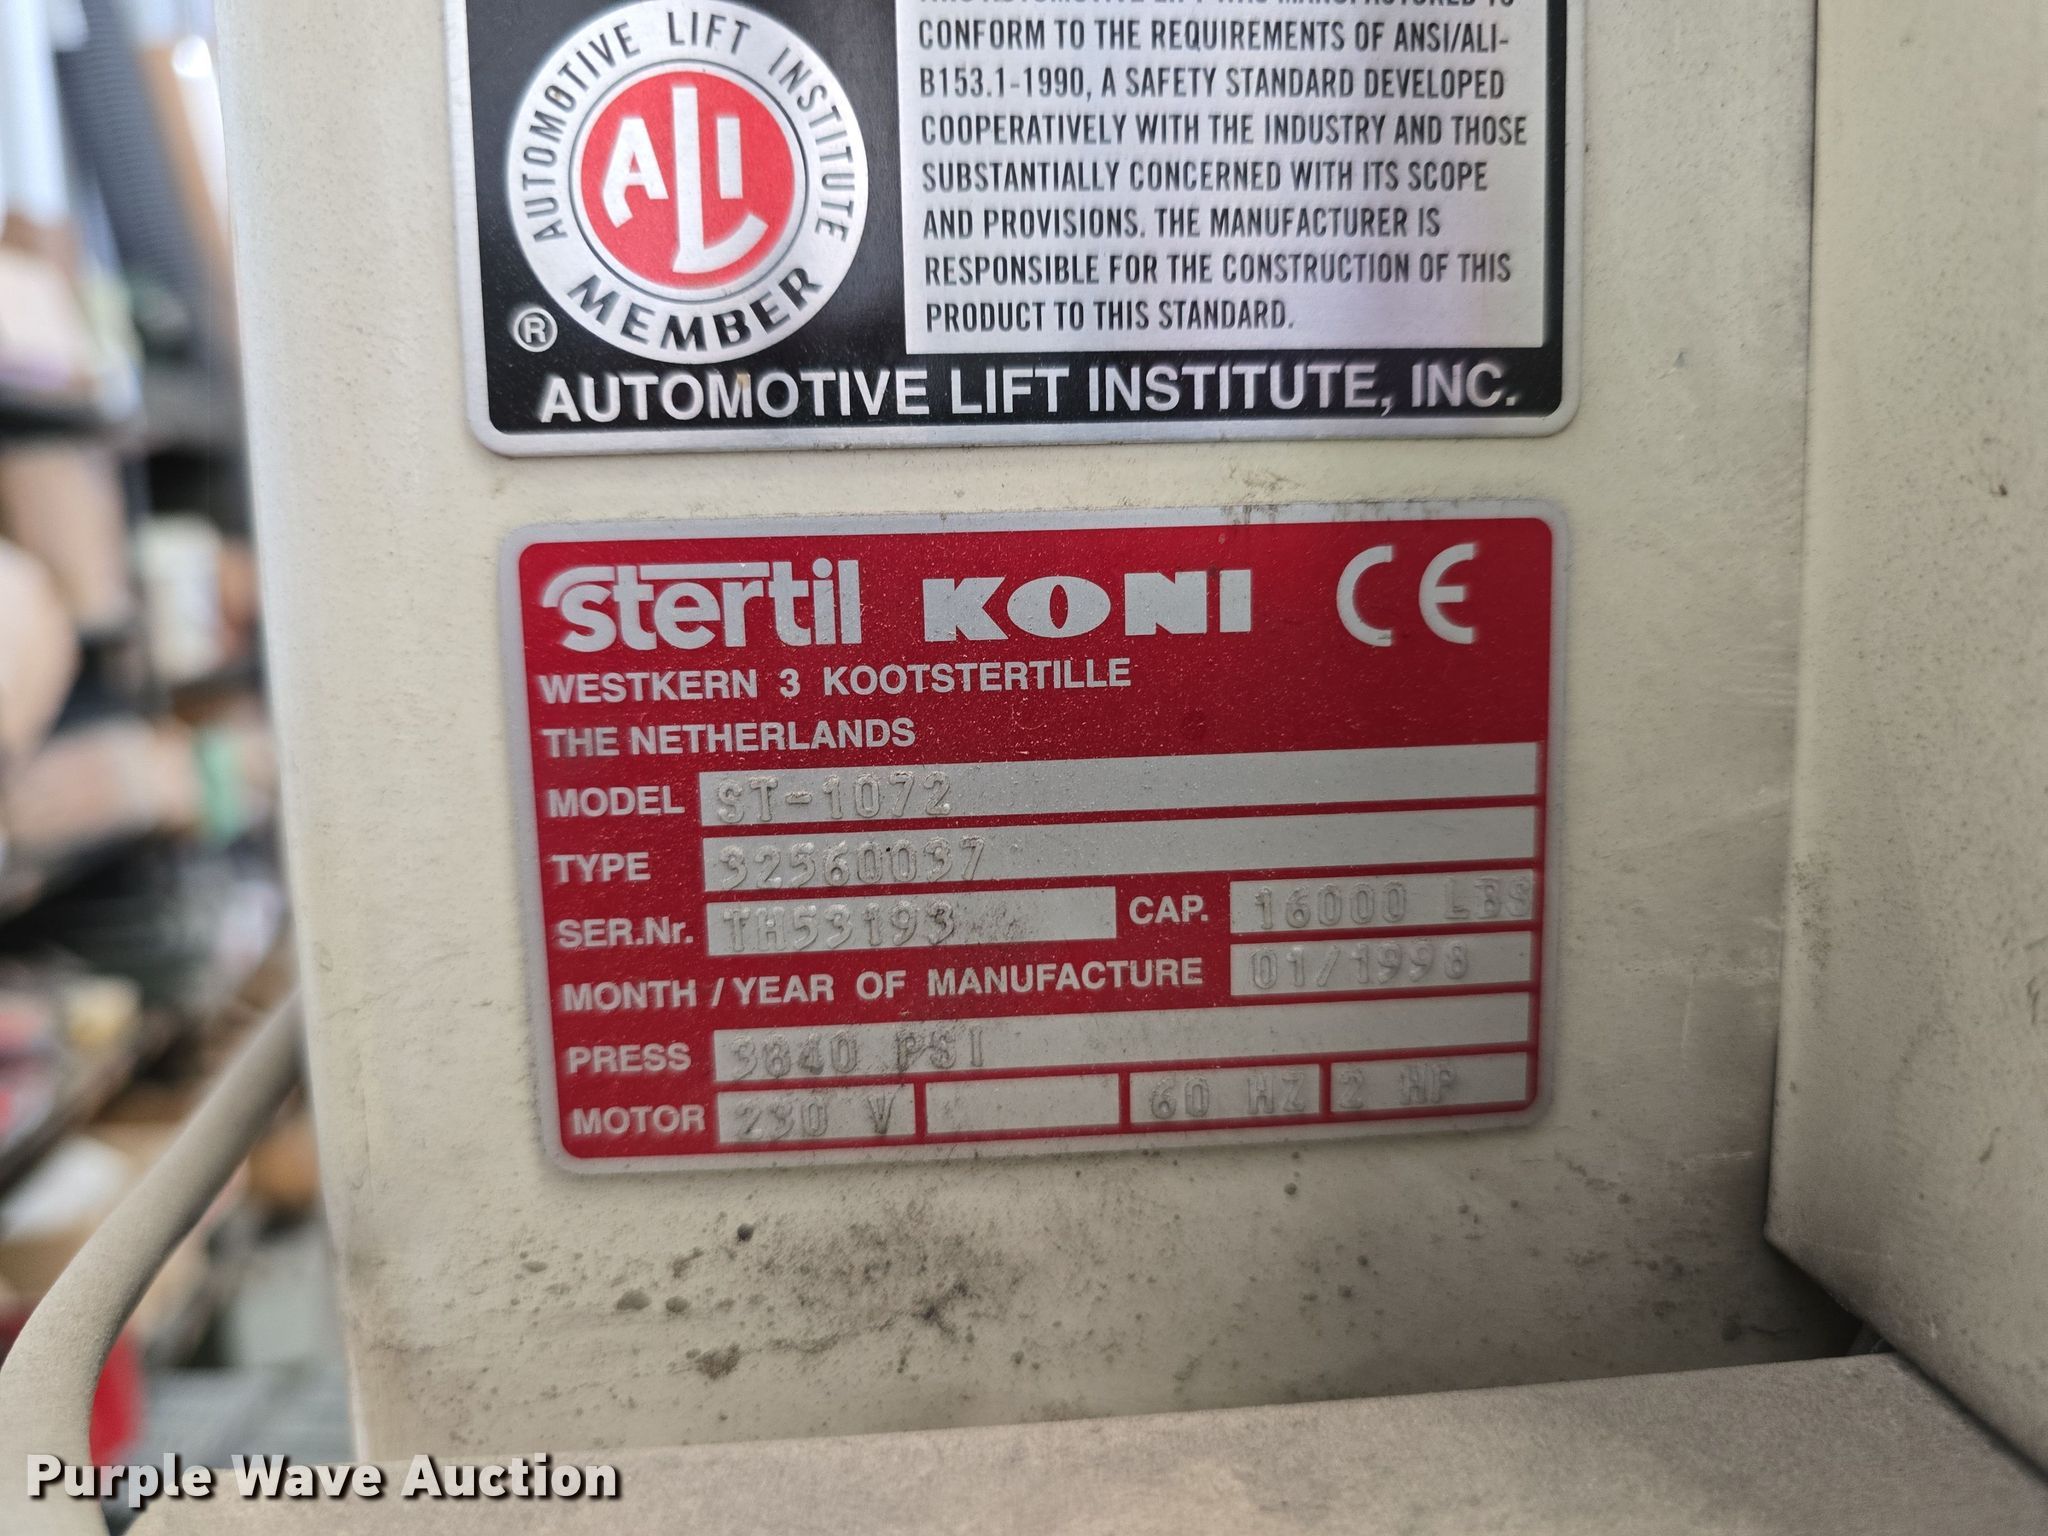 CONFORM TO THE REQUIREMENTS OF ANSI/ALI-
B153.1-1990, A SAFETY STANDARD DEVELOPED
COOPERATIVELY WITH THE INDUSTRY AND THOSE
SUBSTANTIALLY CONCERNED WITH ITS SCOPE
AND PROVISIONS. THE MANUFACTURER IS
RESPONSIBLE FOR THE CONSTRUCTION OF THIS
PRODUCT TO THIS STANDARD.
AUTOMOTIVE LIFT INSTITUTE
ALI
MEMBER
®
AUTOMOTIVE LIFT INSTITUTE, INC.
stertil KONI CE
WESTKERN 3 KOOTSTERTILLE
THE NETHERLANDS
MODEL ST-1072
TYPE 32560037
SER.Nr. TH53193 CAP. 16000 LBS
MONTH / YEAR OF MANUFACTURE 01/1998
PRESS PSI
MOTOR 230 V 60 HZ 2 HP
Purple Wave Auction